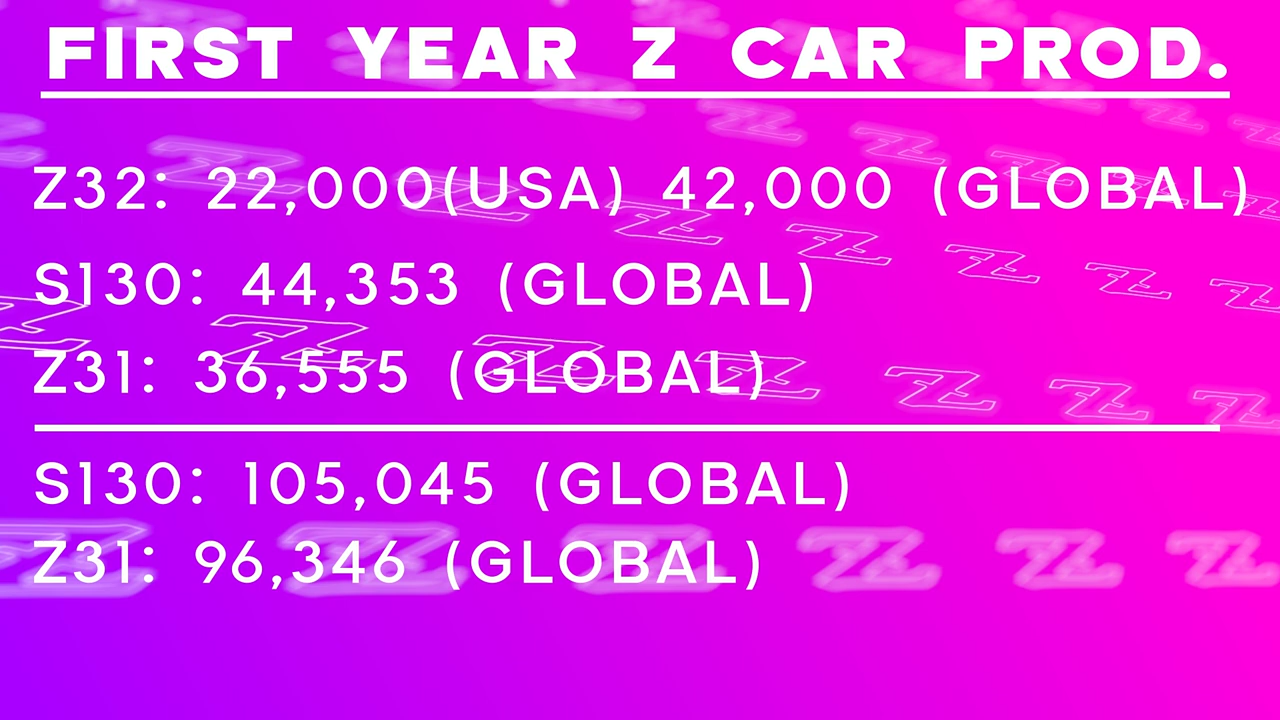 FIRST YEAR Z CAR PROD.
Z32: 22,000(USA) 42,000 (GLOBAL)
S130: 44,353 (GLOBAL)
Z31: 36,555 (GLOBAL)
S130: 105,045 (GLOBAL)
Z31: 96,346 (GLOBAL)